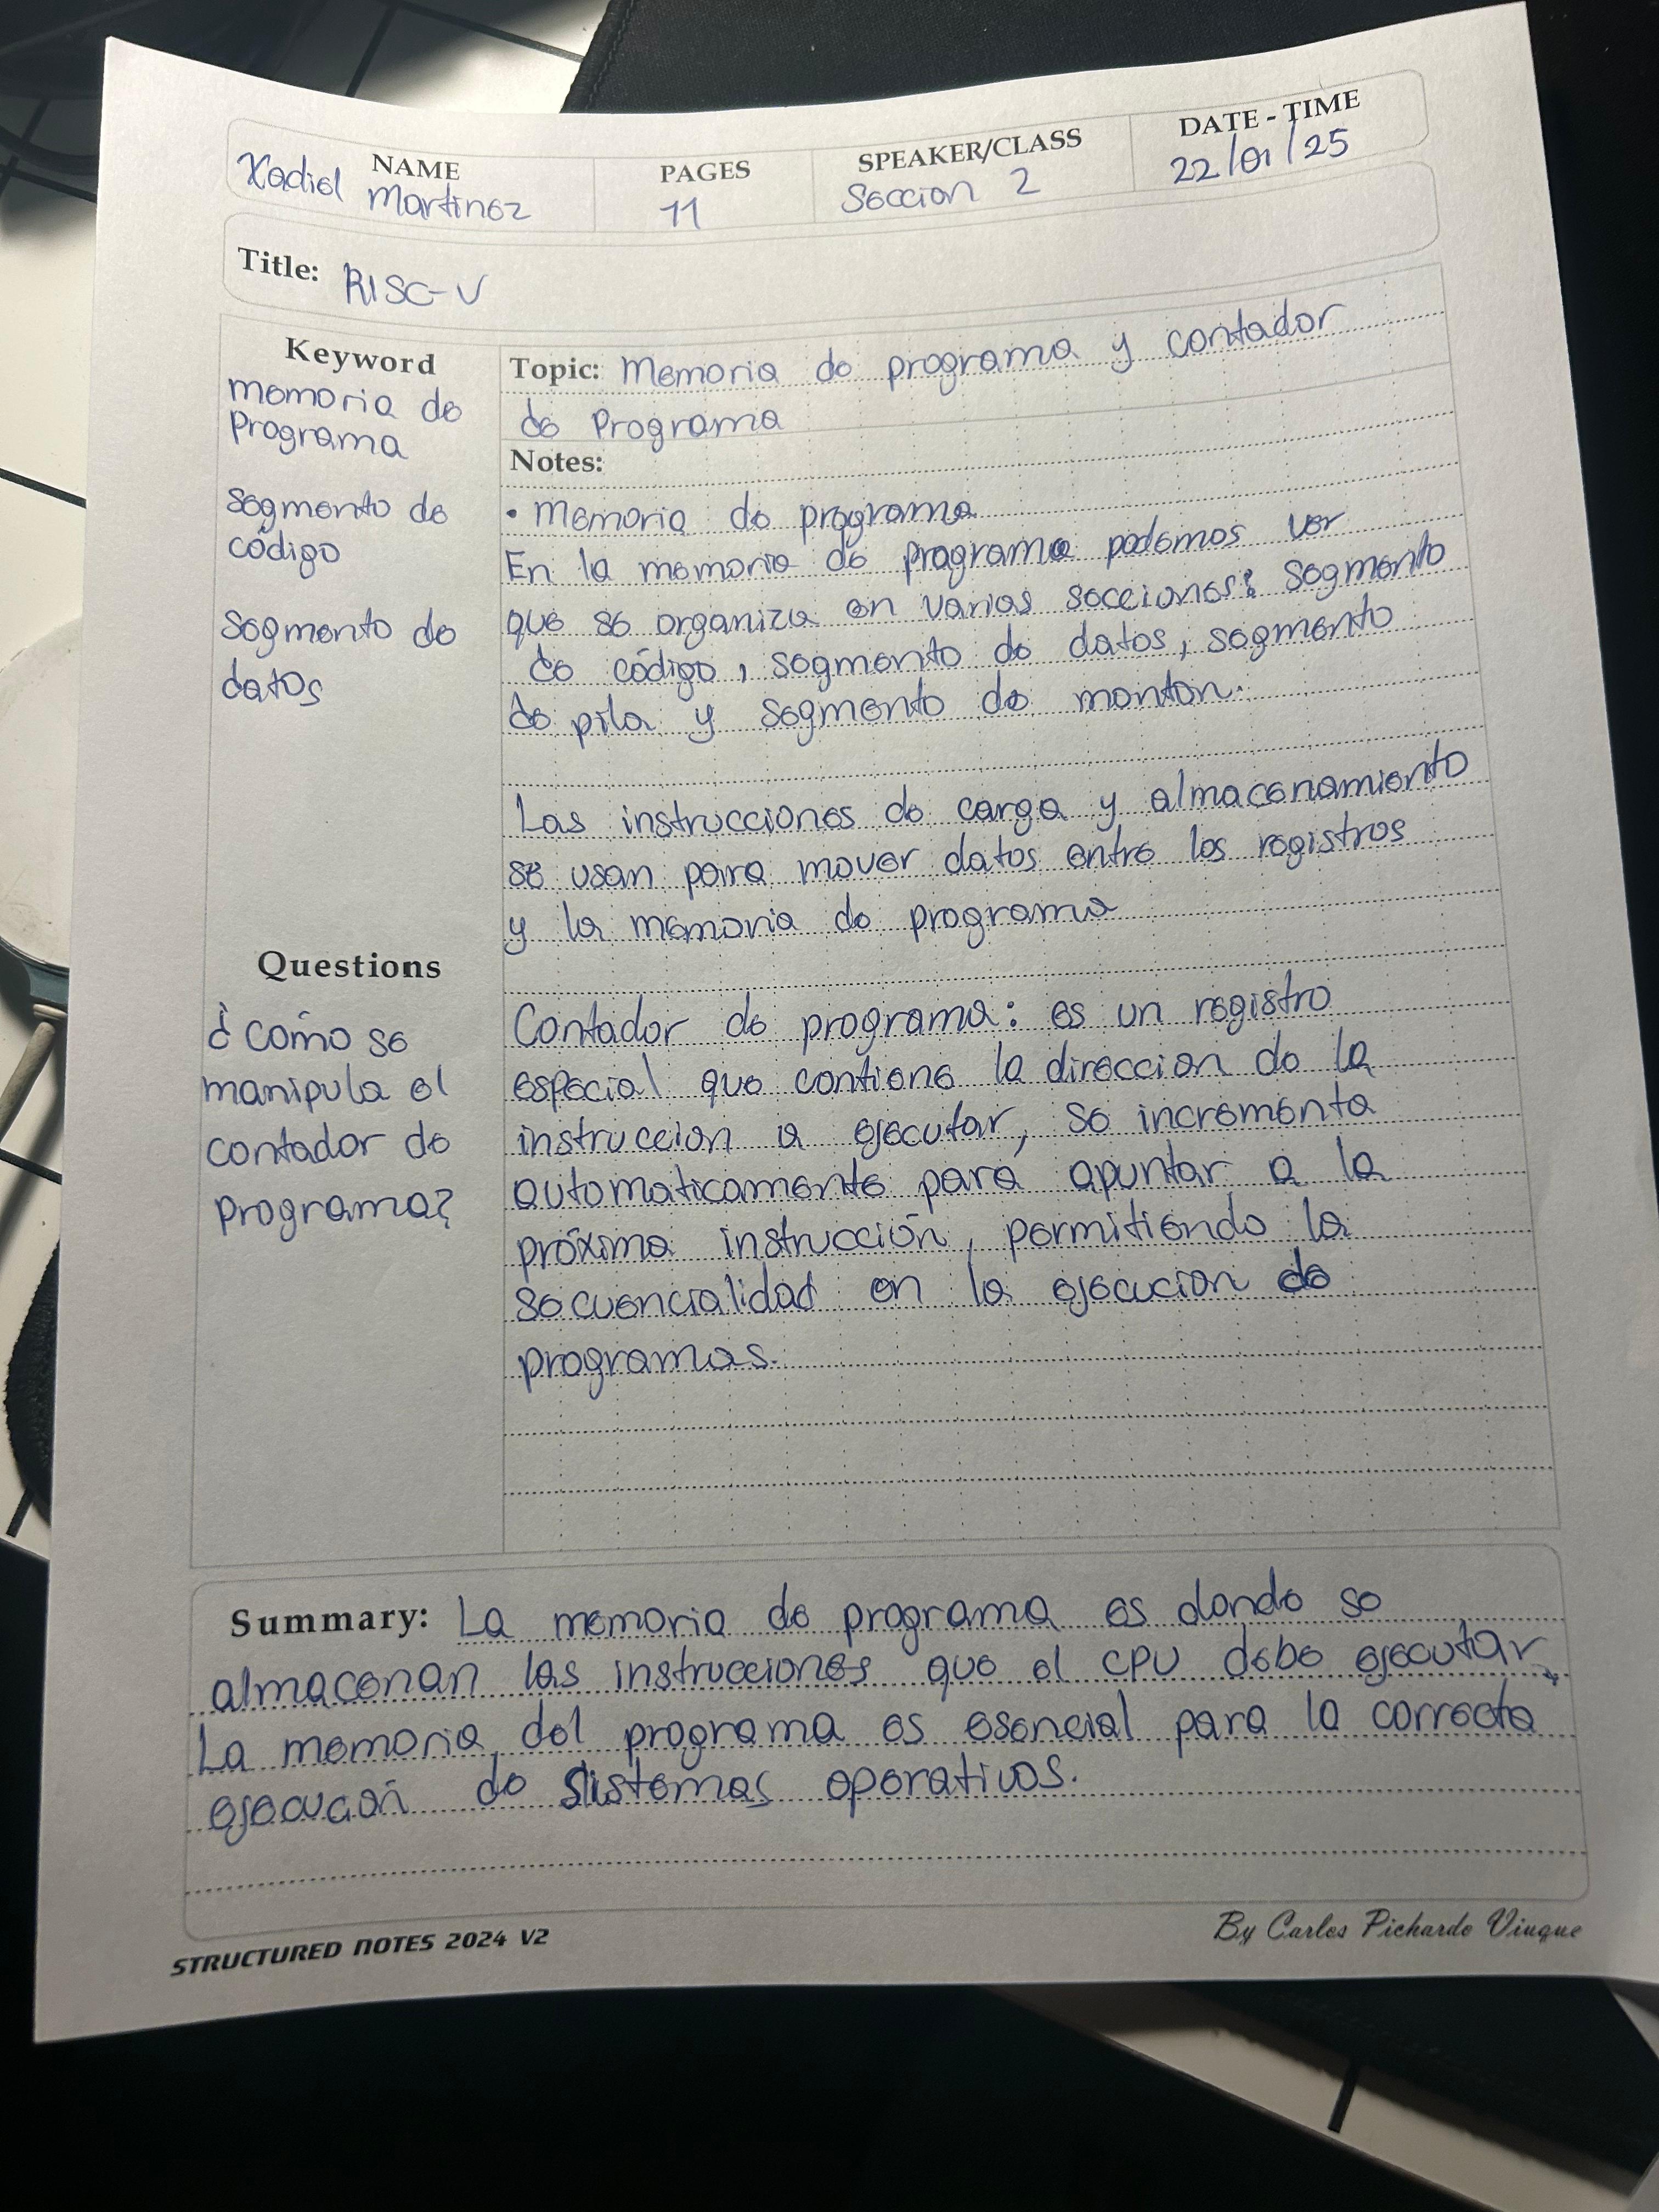 NAME PAGES SPEAKER/CLASS DATE - TIME
Xadiel Martinez 11 Seccion 2 22/01/25
Title: RISC-V
Keyword
memoria de
Programa
Segmento de
código
Segmento de
datos
Questions
¿Cómo se
manipula el
contador de
programa?
Topic: Memoria de programa y contador
de Programa
Notes:
• memoria de programa
En la memoria de programa podemos ver
que se organiza en varias secciones: segmento
de código, segmento de datos, segmento
de pila y segmento de monton.
Las instrucciones de carga y almacenamiento
se usan para mover datos entre los registros
y la memoria de programa
Contador de programa: es un registro
especial que contiene la direccion de la
instruccion a ejecutar, se incrementa
automaticamente para apuntar a la
próxima instrucción, permitiendo la
secuencialidad en la ejecucion de
programas.
Summary: La memoria de programa es donde se
almacenan las instrucciones que el CPU debe ejecutar,
La memoria del programa es esencial para la correcta
ejecución de sistemas operativos.
STRUCTURED NOTES 2024 V2
By Carlos Pichardo Viuque